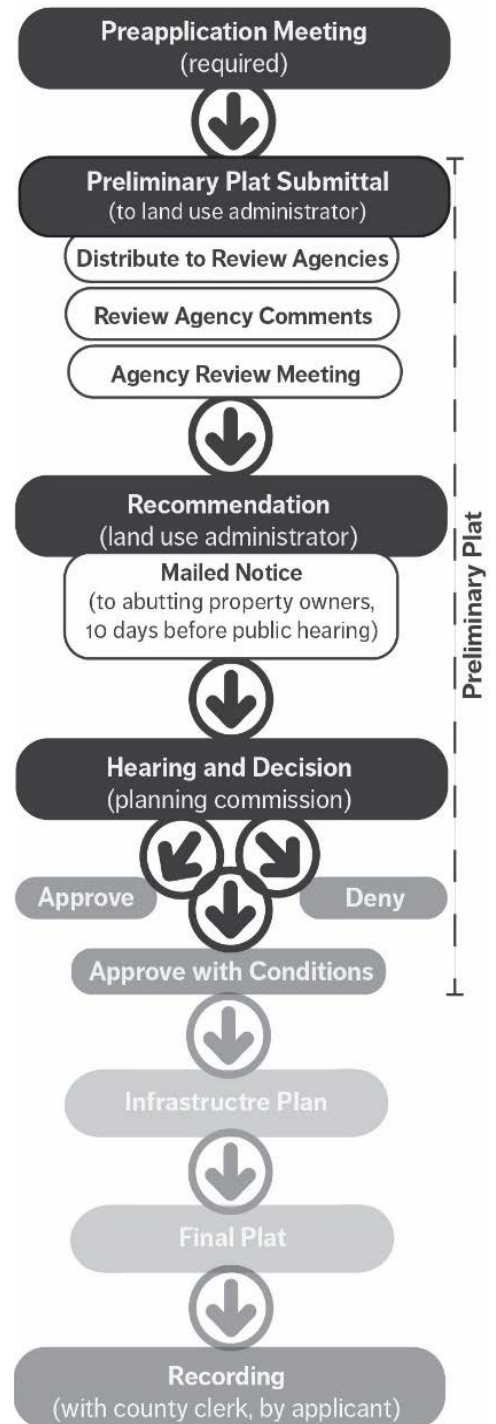 Preapplication Meeting
(required)
Preliminary Plat Submittal
(to land use administrator)
Distribute to Review Agencies
Review Agency Comments
Agency Review Meeting
Recommendation
(land use administrator)
Mailed Notice
(to abutting property owners,
10 days before public hearing)
Hearing and Decision
(planning commission)
Approve
Deny
Approve with Conditions
Preliminary Plat
Infrastructre Plan
Final Plat
Recording
(with county clerk, by applicant)